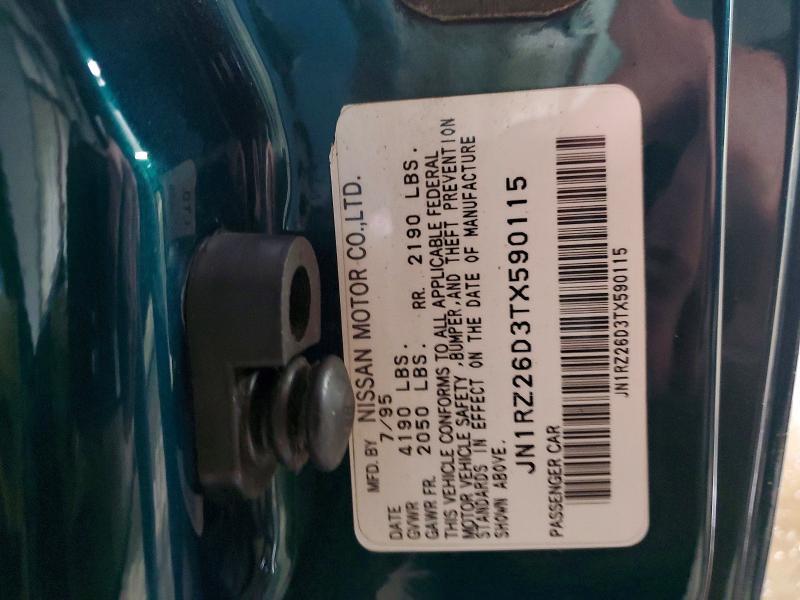 MFD. BY NISSAN MOTOR CO.,LTD.
DATE 7/95
GVWR 4190 LBS.
GAWR FR. 2050 LBS. RR. 2190 LBS.
THIS VEHICLE CONFORMS TO ALL APPLICABLE FEDERAL
MOTOR VEHICLE SAFETY ,BUMPER,AND THEFT PREVENTION
STANDARDS IN EFFECT ON THE DATE OF MANUFACTURE
SHOWN ABOVE.
JN1RZ26D3TX590115
PASSENGER CAR
JN1RZ26D3TX590115